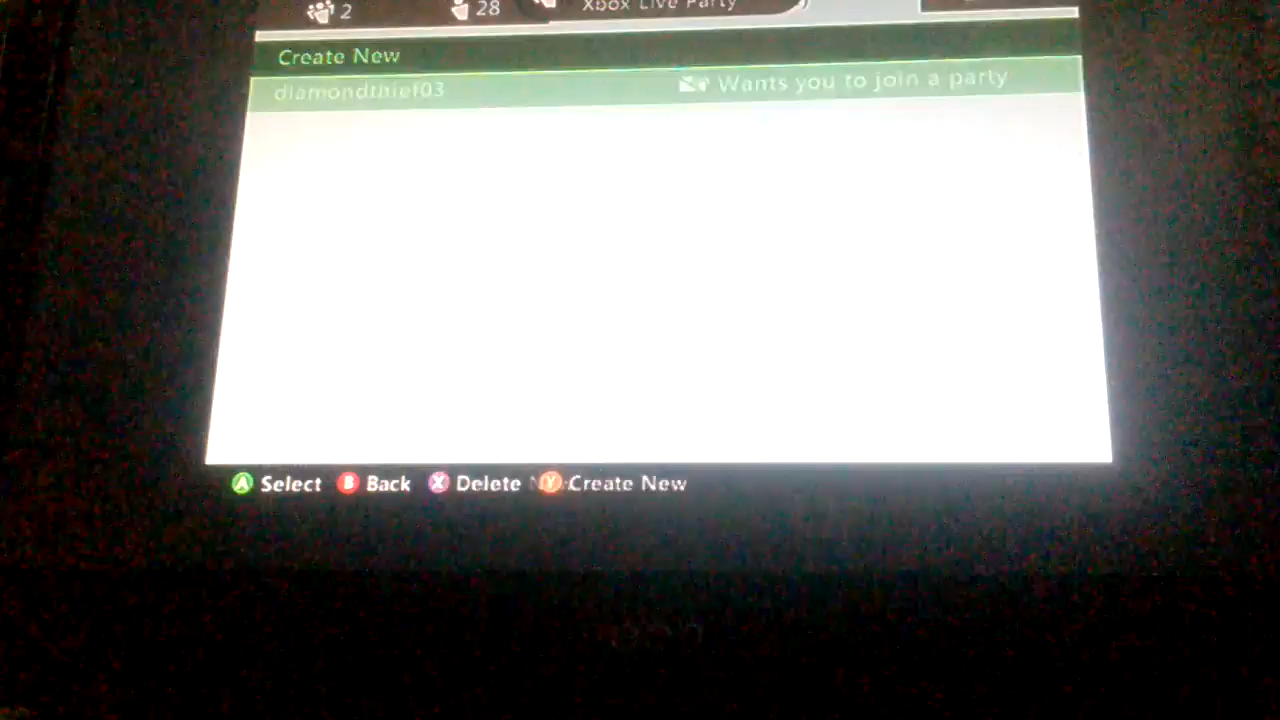 2 28 Xbox Live Party
Create New
diamondthief03 Wants you to join a party
A Select B Back X Delete Y Create New